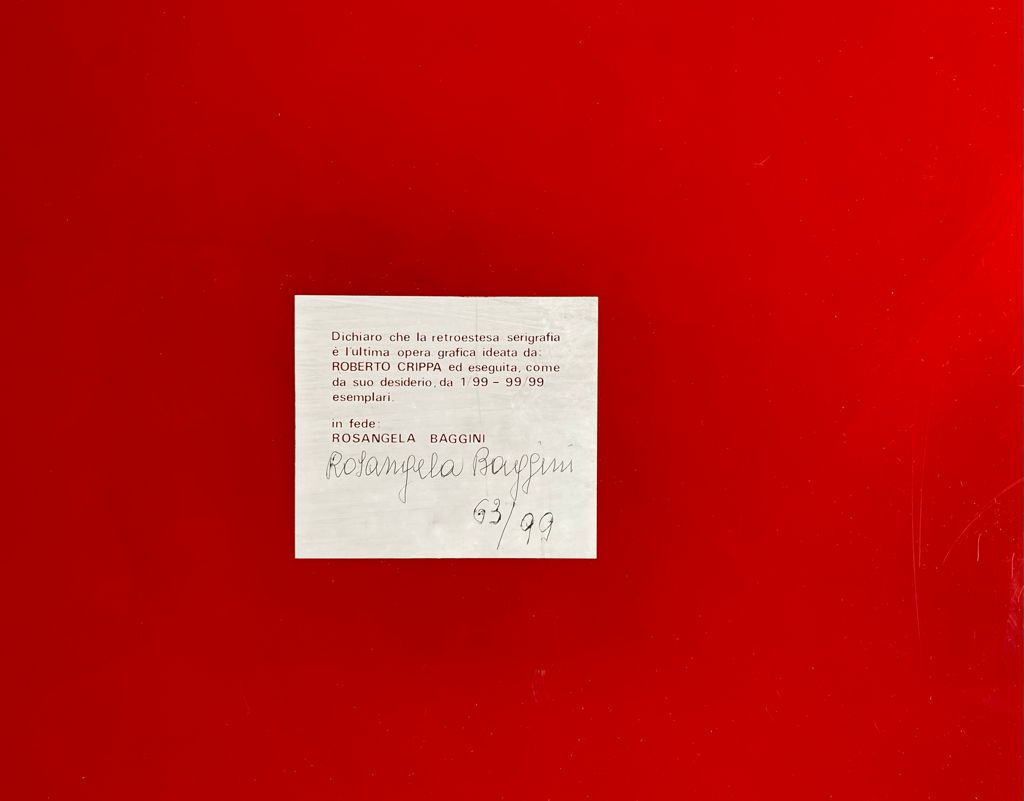 Dichiaro che la retroestesa serigrafia
è l'ultima opera grafica ideata da:
ROBERTO CRIPPA ed eseguita, come
da suo desiderio, da 1/99 – 99/99
esemplari.
in fede:
ROSANGELA BAGGINI
Rosangela Baggini
63/99